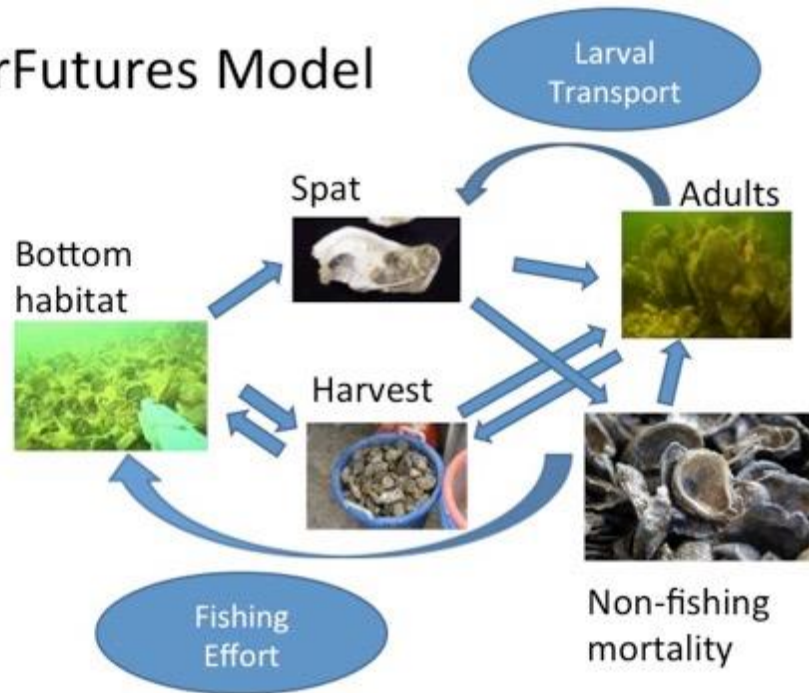 rFutures Model
Larval
Transport
Spat
Adults
Bottom
habitat
Harvest
Non-fishing
mortality
Fishing
Effort